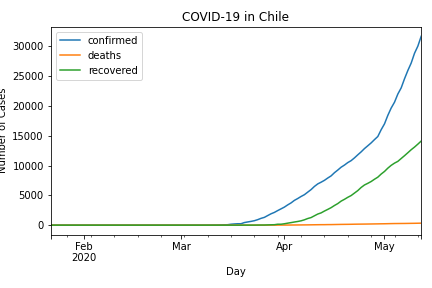 COVID-19 in Chile
confirmed
deaths
recovered
30000
25000
20000
15000
10000
5000
0
Number of Cases
Feb
2020
Mar
Apr
May
Day